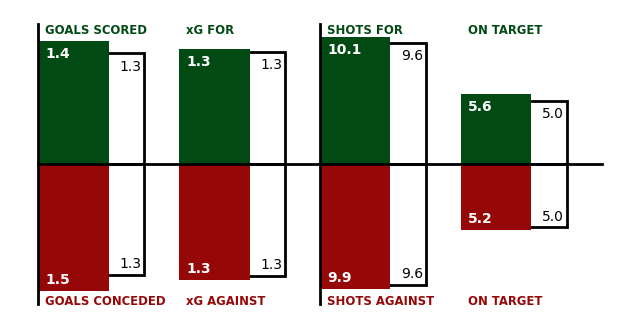 GOALS SCORED xG FOR SHOTS FOR ON TARGET
1.4 1.3 1.3 1.3 10.1 9.6 5.6 5.0
1.5 1.3 1.3 1.3 9.9 9.6 5.2 5.0
GOALS CONCEDED xG AGAINST SHOTS AGAINST ON TARGET